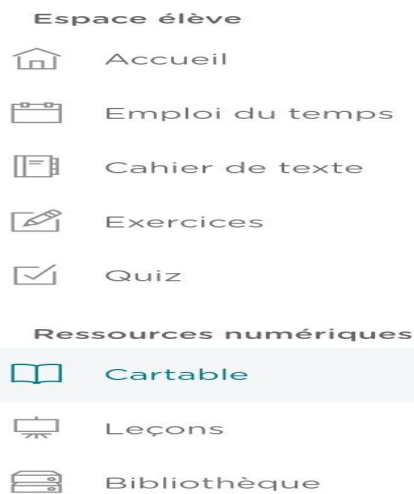 Espace élève
Accueil
Emploi du temps
Cahier de texte
Exercices
Quiz
Ressources numériques
Cartable
Leçons
Bibliothèque